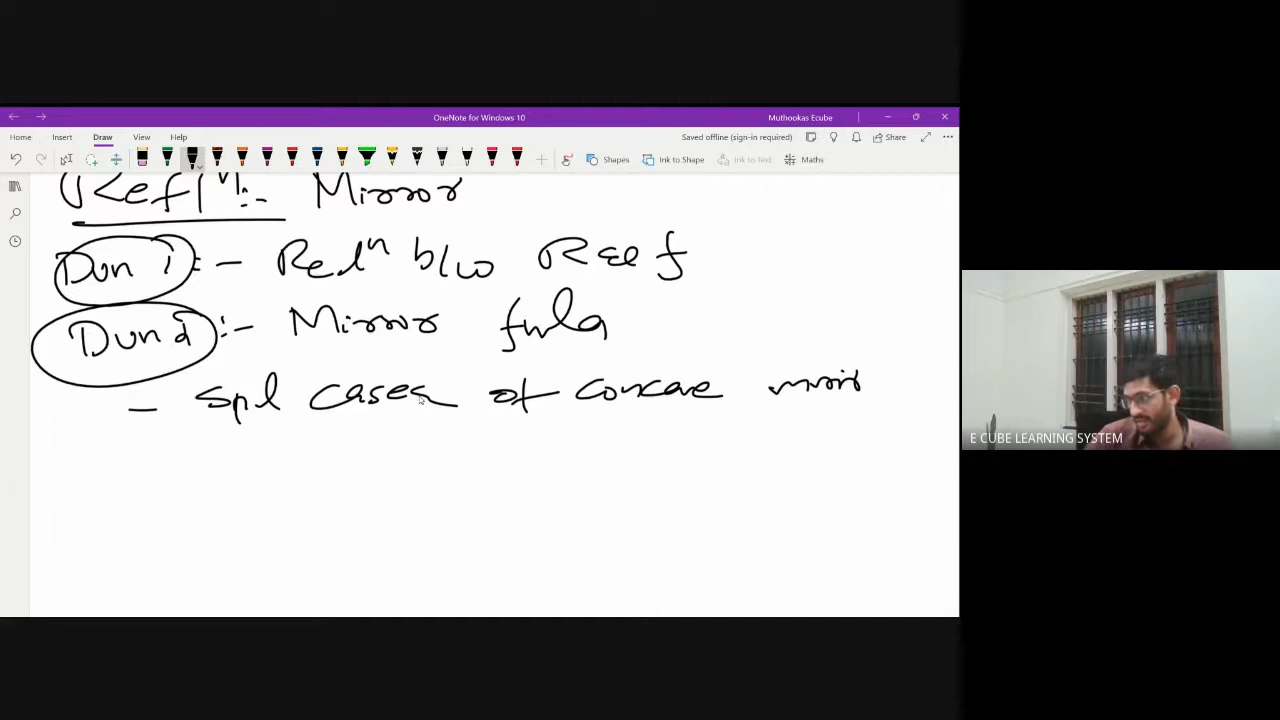 OneNote for Windows 10
Muthookas Ecube
Home Insert Draw View Help
Saved offline (sign-in required)
Share
Shapes
Ink to Shape
Ink to Text
Maths
Reflⁿ:- Mirror
Dun 1 :- Relⁿ b/w R & f
Dun 2 :- Mirror fmla
- Spl cases of concave
E CUBE LEARNING SYSTEM